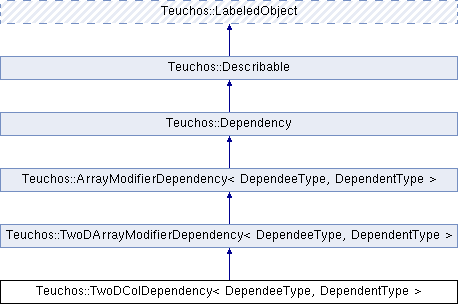 Teuchos::LabeledObject
Teuchos::Describable
Teuchos::Dependency
Teuchos::ArrayModifierDependency< DependeeType, DependentType >
Teuchos::TwoDArrayModifierDependency< DependeeType, DependentType >
Teuchos::TwoDColDependency< DependeeType, DependentType >